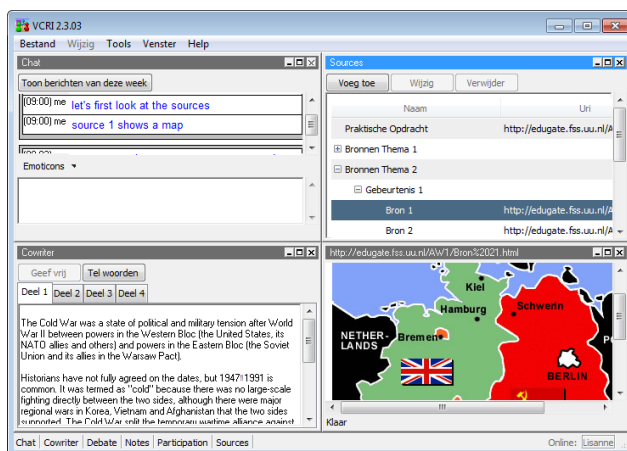 VCRI 2.3.03
Bestand Wijzig Tools Venster Help
Chat
Toon berichten van deze week
(09:00) me let's first look at the sources
(09:00) me source 1 shows a map
Emoticons
Sources
Voeg toe Wijzig Verwijder
Naam Uri
Praktische Opdracht http://edugate.fss.uu.nl/A
Bronnen Thema 1
Bronnen Thema 2
Gebeurtenis 1
Bron 1 http://edugate.fss.uu.nl/A
Bron 2 http://edugate.fss.uu.nl/A
Cowriter
Geef vrij Tel woorden
Deel 1 Deel 2 Deel 3 Deel 4
The Cold War was a state of political and military tension after World
War II between powers in the Western Bloc (the United States, its
NATO allies and others) and powers in the Eastern Bloc (the Soviet
Union and its allies in the Warsaw Pact).
Historians have not fully agreed on the dates, but 1947 1991 is
common. It was termed as "cold" because there was no large-scale
fighting directly between the two sides, although there were major
regional wars in Korea, Vietnam and Afghanistan that the two sides
supported. The Cold War split the temporary wartime alliance against
http://edugate.fss.uu.nl/AW1/Bron%2021.html
Kiel
Hamburg
Schwerin
NETHER-
LANDS
Bremen
BERLIN
Klaar
Chat Cowriter Debate Notes Participation Sources
Online: Lisanne